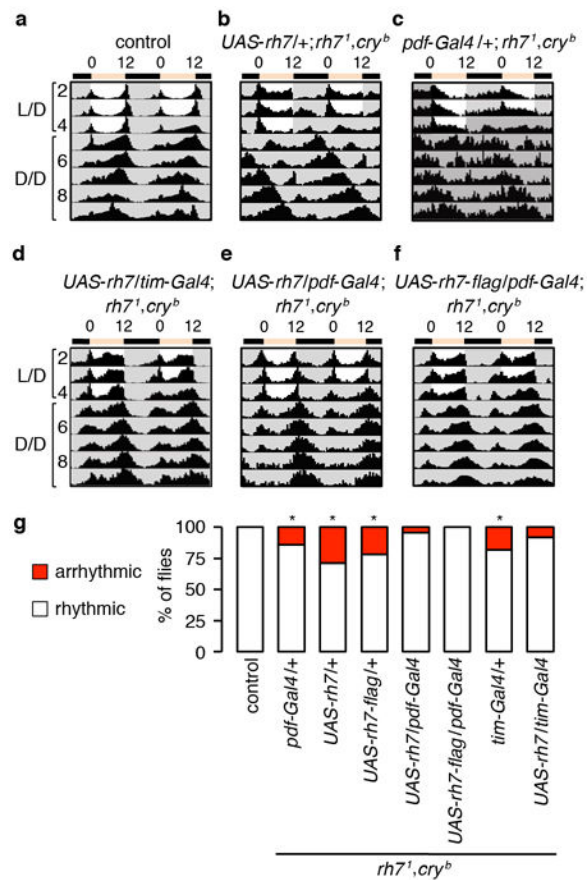 a
control
0 12 0 12
L/D
2
4
D/D
6
8
b
UAS-rh7/+;rh7¹,cryᵇ
0 12 0 12
c
pdf-Gal4/+;rh7¹,cryᵇ
0 12 0 12
d
UAS-rh7/tim-Gal4;
rh7¹,cryᵇ
0 12 0 12
L/D
2
4
D/D
6
8
e
UAS-rh7/pdf-Gal4;
rh7¹,cryᵇ
0 12 0 12
f
UAS-rh7-flag/pdf-Gal4;
rh7¹,cryᵇ
0 12 0 12
g
arrhythmic
rhythmic
% of flies
100
75
50
25
0
* * * *
control
pdf-Gal4/+
UAS-rh7/+
UAS-rh7-flag/+
UAS-rh7/pdf-Gal4
UAS-rh7-flag/pdf-Gal4
tim-Gal4/+
UAS-rh7/tim-Gal4
rh7¹,cryᵇ